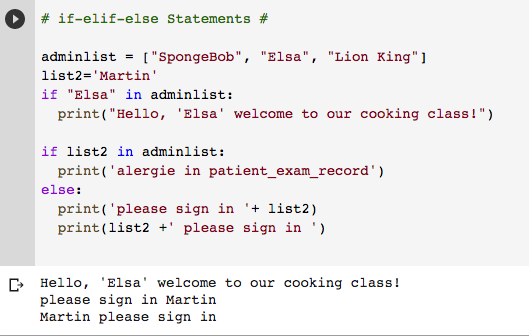 # if-elif-else Statements #
adminlist = ["SpongeBob", "Elsa", "Lion King"]
list2='Martin'
if "Elsa" in adminlist:
  print("Hello, 'Elsa' welcome to our cooking class!")
if list2 in adminlist:
  print('alergie in patient_exam_record')
else:
  print('please sign in '+ list2)
  print(list2 +' please sign in ')
Hello, 'Elsa' welcome to our cooking class!
please sign in Martin
Martin please sign in